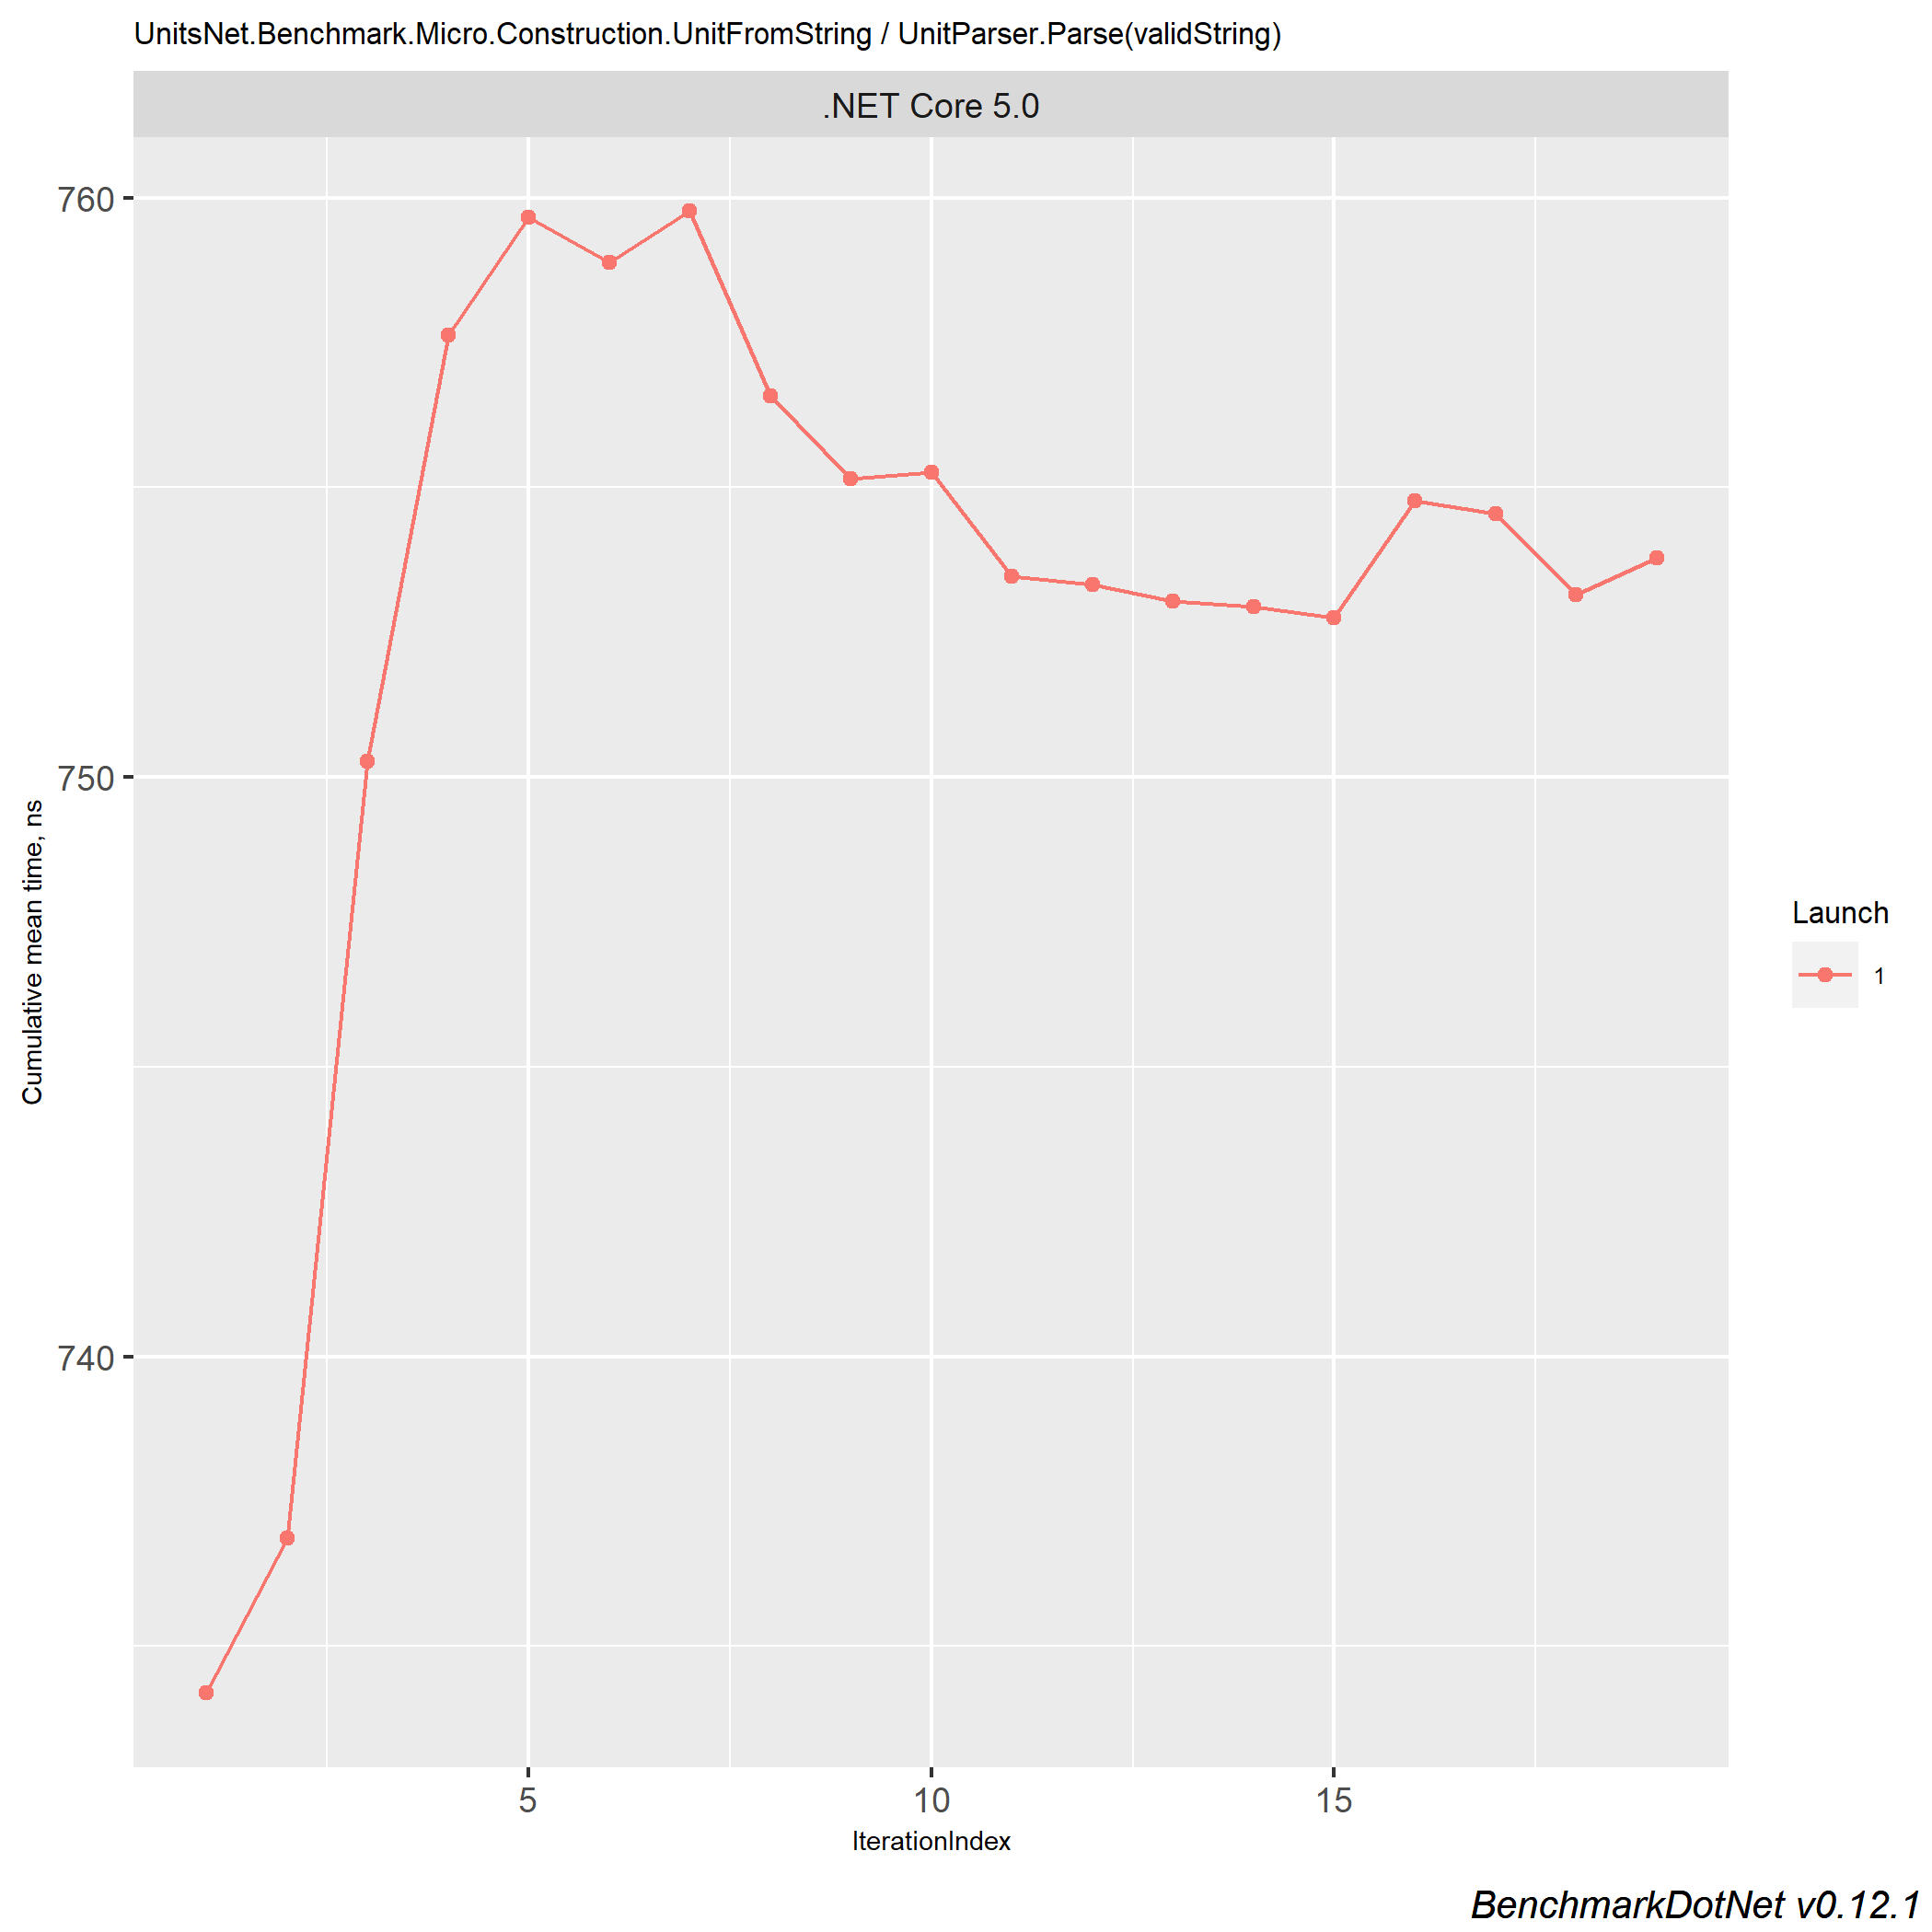 UnitsNet.Benchmark.Micro.Construction.UnitFromString / UnitParser.Parse(validString)
.NET Core 5.0
760
750
740
Cumulative mean time, ns
5 10 15
IterationIndex
Launch
1
BenchmarkDotNet v0.12.1